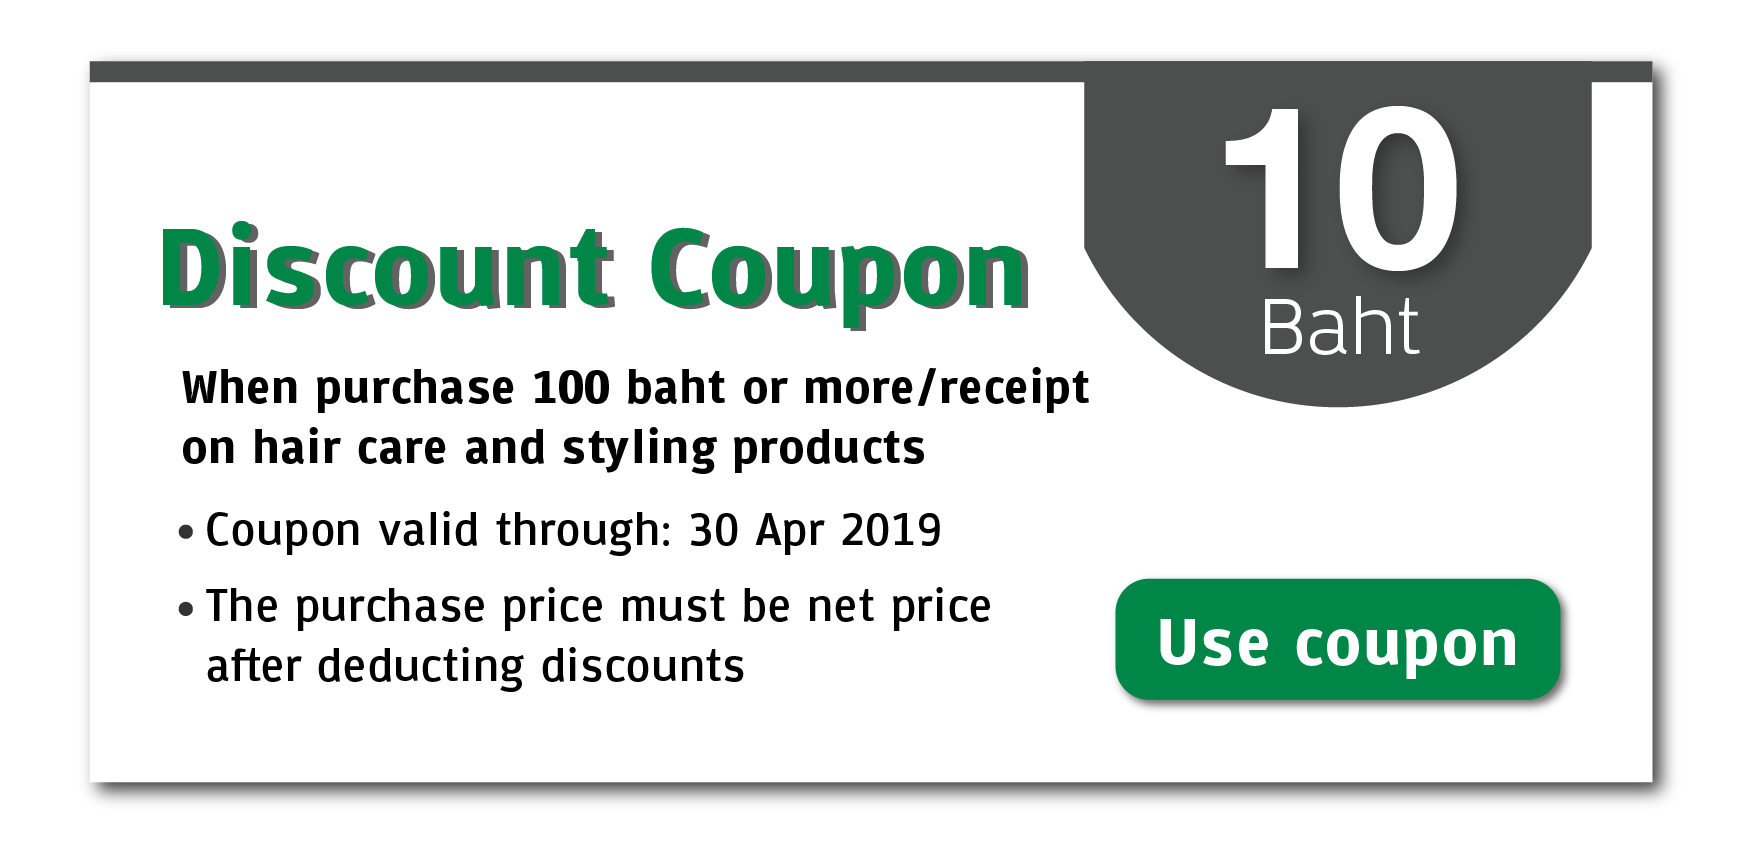 10
Baht
Discount Coupon
When purchase 100 baht or more/receipt
on hair care and styling products
• Coupon valid through: 30 Apr 2019
• The purchase price must be net price
after deducting discounts
Use coupon